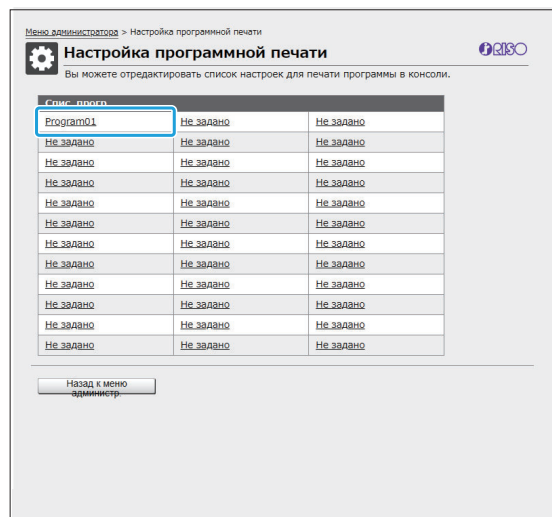 Меню администратора > Настройка программной печати
Настройка программной печати
RISO
Вы можете отредактировать список настроек для печати программы в консоли.
Спис. прогр.
Program01 Не задано Не задано
Не задано Не задано Не задано
Не задано Не задано Не задано
Не задано Не задано Не задано
Не задано Не задано Не задано
Не задано Не задано Не задано
Не задано Не задано Не задано
Не задано Не задано Не задано
Не задано Не задано Не задано
Не задано Не задано Не задано
Не задано Не задано Не задано
Не задано Не задано Не задано
Назад к меню
администр.